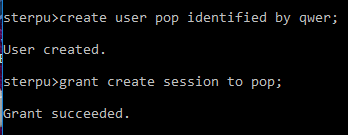 sterpu>create user pop identified by qwer;
User created.
sterpu>grant create session to pop;
Grant succeeded.